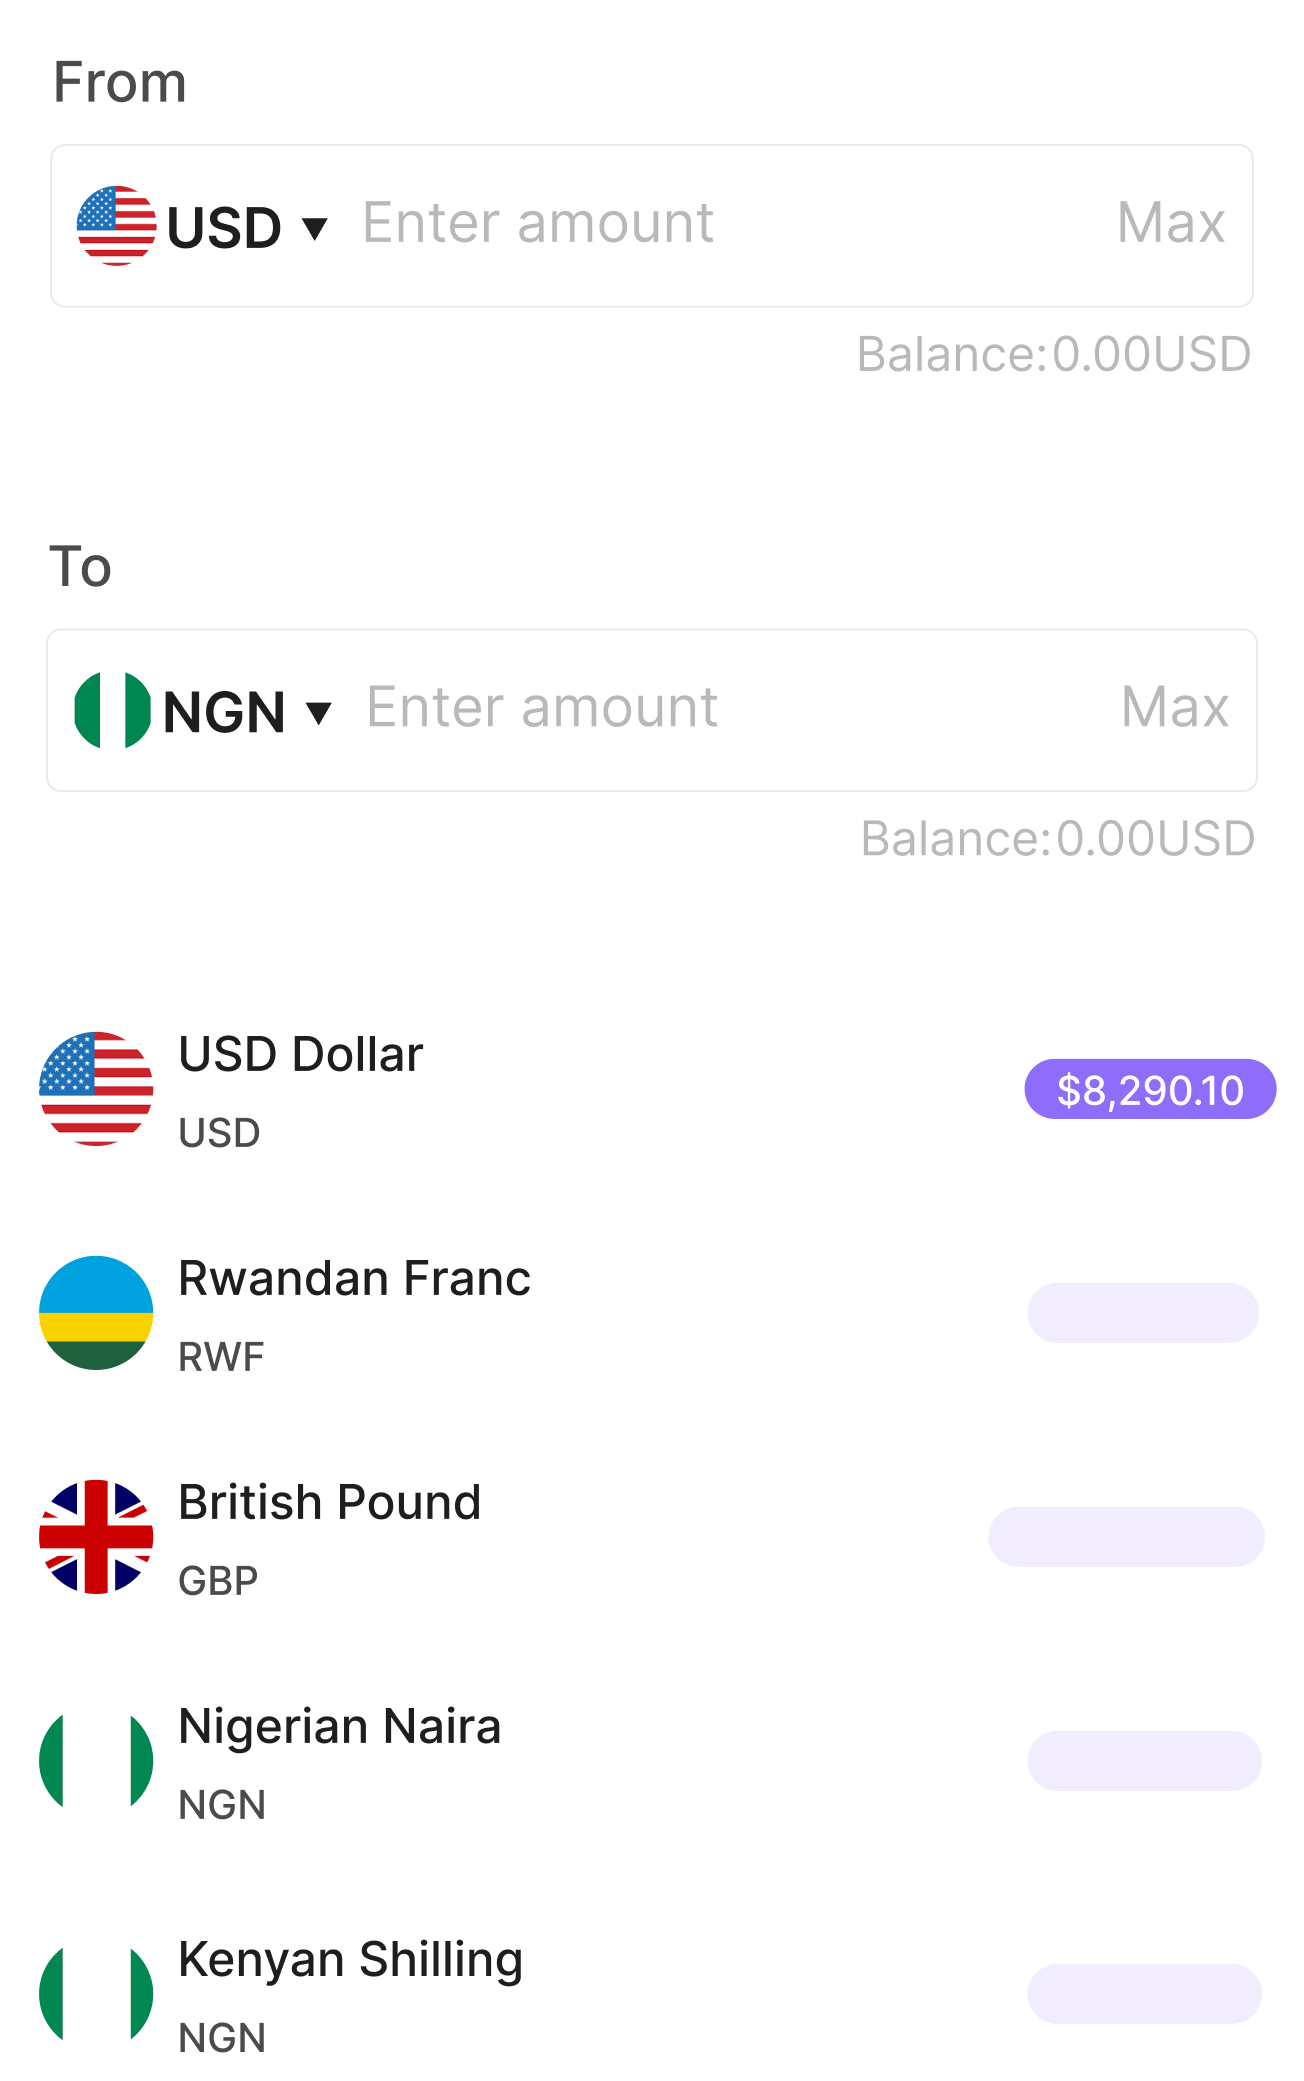 From
USD ▼ Enter amount Max
Balance:0.00USD
To
NGN ▼ Enter amount Max
Balance:0.00USD
USD Dollar
$8,290.10
USD
Rwandan Franc
RWF
British Pound
GBP
Nigerian Naira
NGN
Kenyan Shilling
NGN